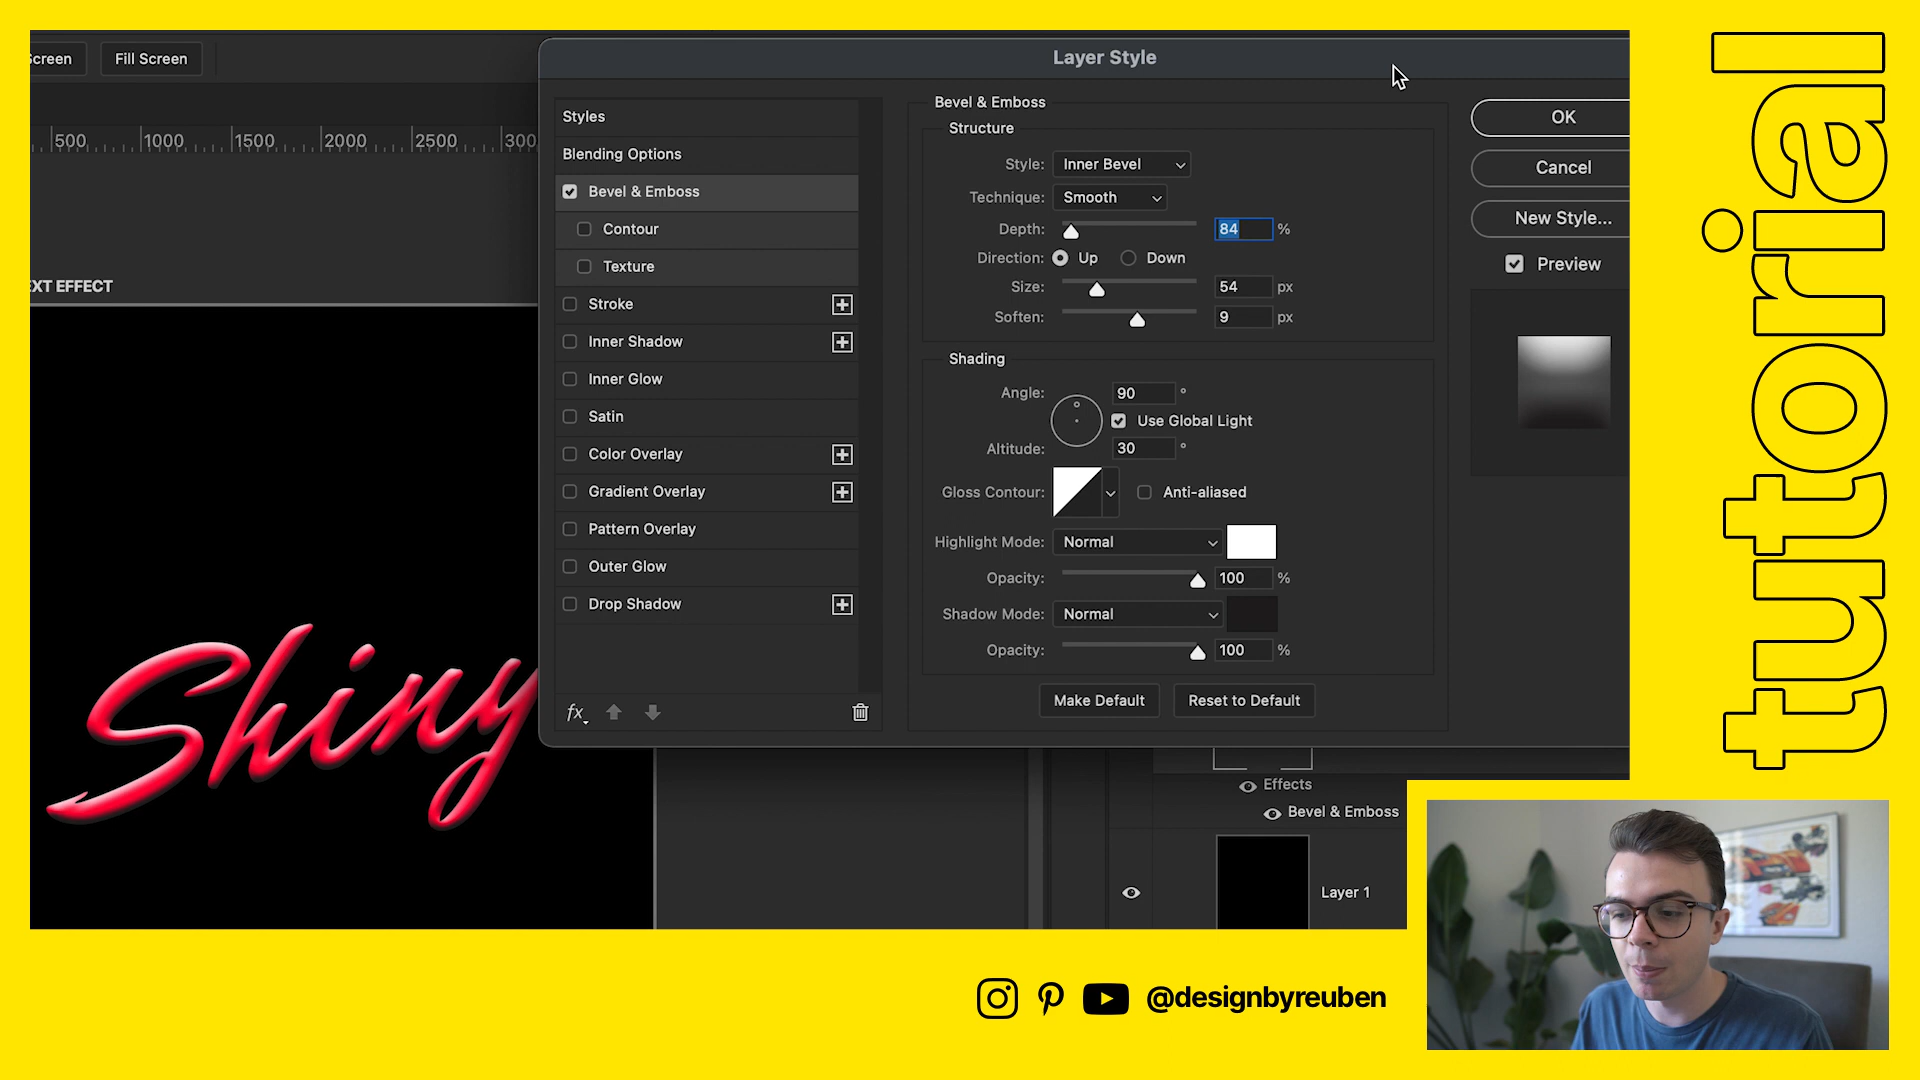 Screen
Fill Screen
500 1000 1500 2000 2500 300
EXT EFFECT
Shiny
Layer Style
Styles
Blending Options
Bevel & Emboss
Contour
Texture
Stroke
Inner Shadow
Inner Glow
Satin
Color Overlay
Gradient Overlay
Pattern Overlay
Outer Glow
Drop Shadow
fx
Bevel & Emboss
Structure
Style: Inner Bevel
Technique: Smooth
Depth: 84 %
Direction: Up Down
Size: 54 px
Soften: 9 px
Shading
Angle: 90 °
Use Global Light
Altitude: 30 °
Gloss Contour: Anti-aliased
Highlight Mode: Normal
Opacity: 100 %
Shadow Mode: Normal
Opacity: 100 %
Make Default Reset to Default
OK
Cancel
New Style...
Preview
Effects
Bevel & Emboss
Layer 1
tutorial
@designbyreuben